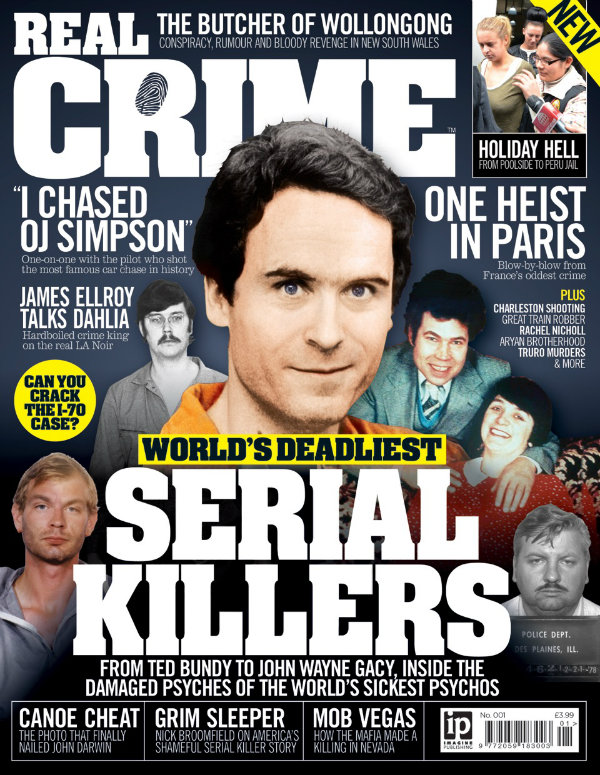 REAL
CRIME
TM
THE BUTCHER OF WOLLONGONG
CONSPIRACY, RUMOUR AND BLOODY REVENGE IN NEW SOUTH WALES
NEW
HOLIDAY HELL
FROM POOLSIDE TO PERU JAIL
“I CHASED
OJ SIMPSON”
One-on-one with the pilot who shot
the most famous car chase in history
JAMES ELLROY
TALKS DAHLIA
Hardboiled crime king
on the real LA Noir
CAN YOU
CRACK
THE I-70
CASE?
ONE HEIST
IN PARIS
Blow-by-blow from
France's oddest crime
PLUS
CHARLESTON SHOOTING
GREAT TRAIN ROBBER
RACHEL NICHOLL
ARYAN BROTHERHOOD
TRURO MURDERS
& MORE
WORLD'S DEADLIEST
SERIAL
KILLERS
FROM TED BUNDY TO JOHN WAYNE GACY, INSIDE THE
DAMAGED PSYCHES OF THE WORLD'S SICKEST PSYCHOS
POLICE DEPT.
DES PLAINES, ILL.
CANOE CHEAT
THE PHOTO THAT FINALLY
NAILED JOHN DARWIN
GRIM SLEEPER
NICK BROOMFIELD ON AMERICA'S
SHAMEFUL SERIAL KILLER STORY
MOB VEGAS
HOW THE MAFIA MADE A
KILLING IN NEVADA
ip
IMAGINE
PUBLISHING
No. 001
£3.99
01>
9 772059 183003